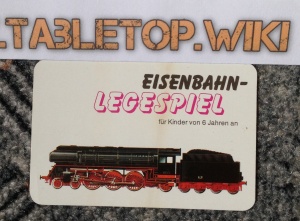 .TABLETOP.WIKI
EISENBAHN-
LEGESPIEL
für Kinder von 6 Jahren an